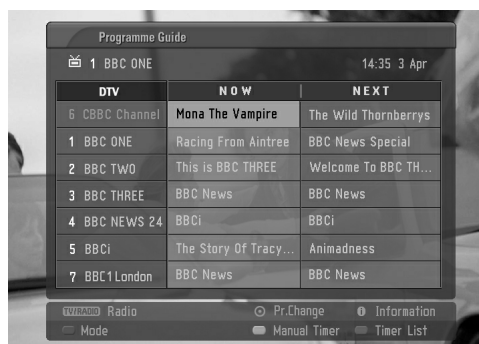 Programme Guide
1 BBC ONE 14:35 3 Apr
DTV NOW NEXT
6 CBBC Channel Mona The Vampire The Wild Thornberrys
1 BBC ONE Racing From Aintree BBC News Special
2 BBC TWO This is BBC THREE Welcome To BBC TH...
3 BBC THREE BBC News BBC News
4 BBC NEWS 24 BBCi BBCi
5 BBCi The Story Of Tracy... Animadness
7 BBC1 London BBC News BBC News
TV/RADIO Radio Pr.Change i Information
Mode Manual Timer Timer List